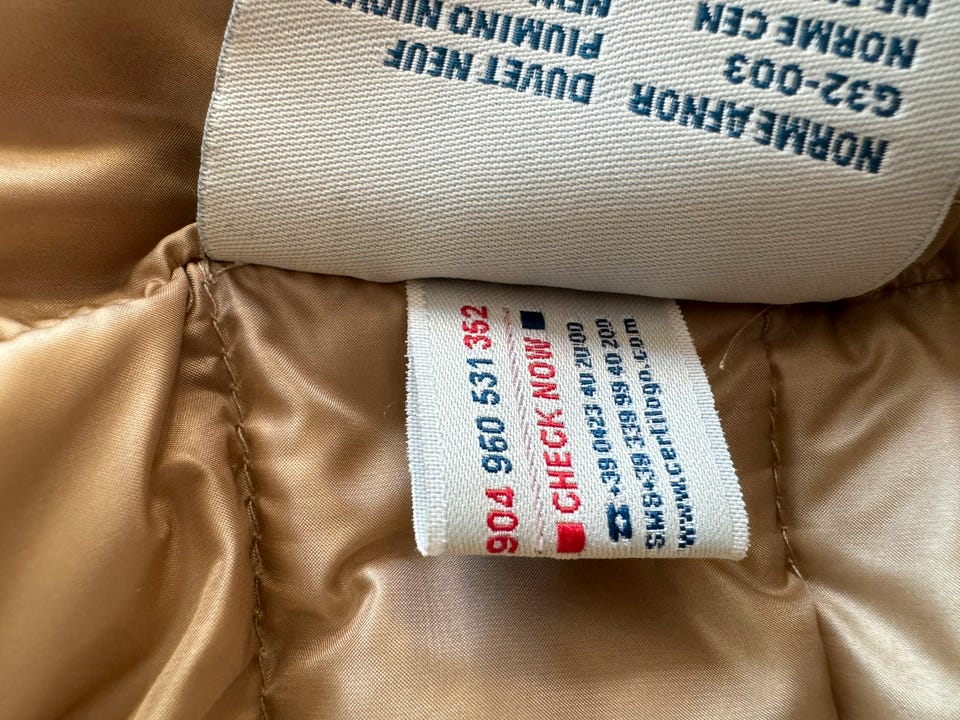 NORME AFNOR
G32-003
NORME CEN
DUVET NEUF
PIUMINO
904 960 531 352
CHECK NOW
+39 0423 40 20 00
SMS+39 339 99 40 200
www.certilogo.com